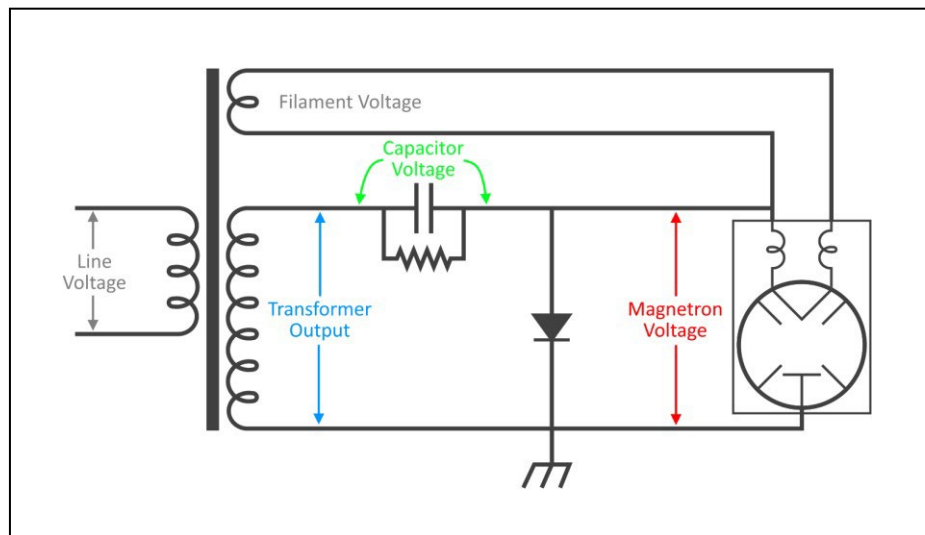 Filament Voltage
Capacitor
Voltage
Line
Voltage
Transformer
Output
Magnetron
Voltage